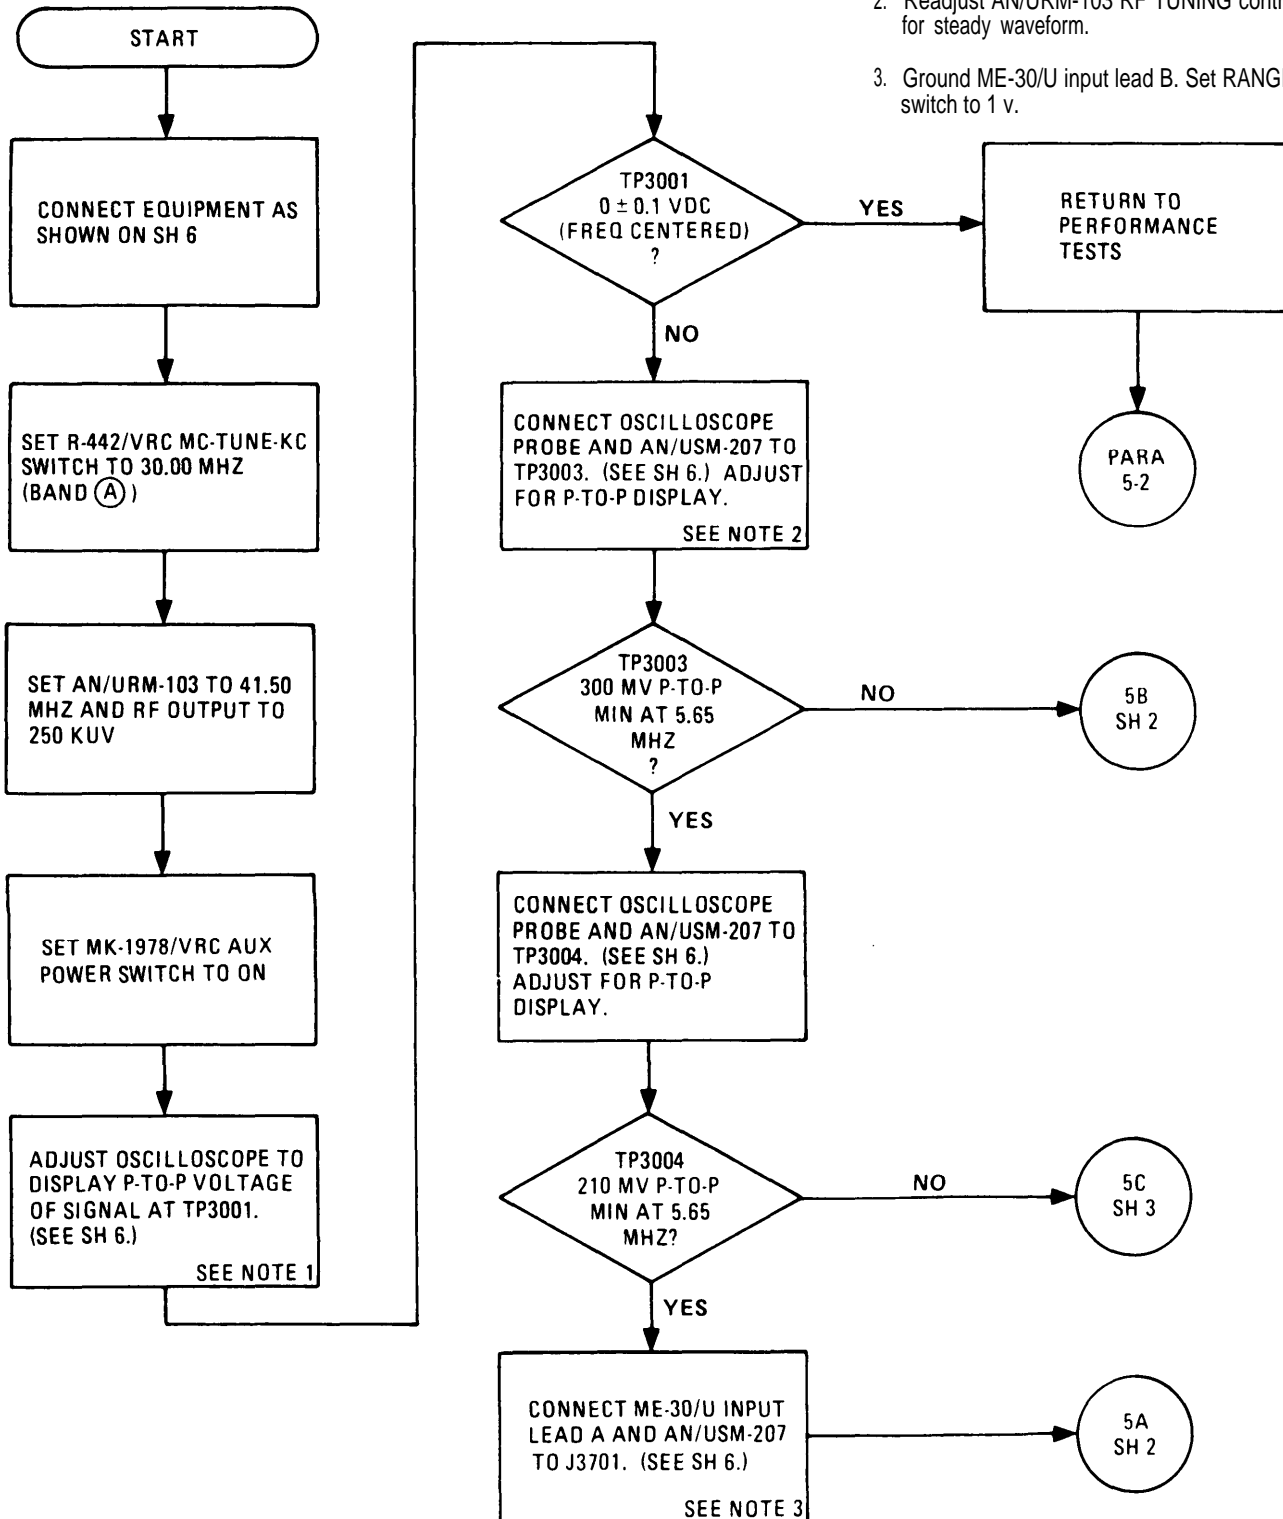 START
CONNECT EQUIPMENT AS
SHOWN ON SH 6
SET R-442/VRC MC-TUNE-KC
SWITCH TO 30.00 MHZ
(BAND Ⓐ)
SET AN/URM-103 TO 41.50
MHZ AND RF OUTPUT TO
250 KUV
SET MK-1978/VRC AUX
POWER SWITCH TO ON
ADJUST OSCILLOSCOPE TO
DISPLAY P-TO-P VOLTAGE
OF SIGNAL AT TP3001.
(SEE SH 6.)
SEE NOTE 1
2. Readjust AN/URM-103 RF TUNING
for steady waveform.
3. Ground ME-30/U input lead B. Set
switch to 1 v.
TP3001
0 ± 0.1 VDC
(FREQ CENTERED)
?
YES
RETURN TO
PERFORMANCE
TESTS
PARA
5-2
NO
CONNECT OSCILLOSCOPE
PROBE AND AN/USM-207 TO
TP3003. (SEE SH 6.) ADJUST
FOR P-TO-P DISPLAY.
SEE NOTE 2
TP3003
300 MV P-TO-P
MIN AT 5.65
MHZ
?
NO
5B
SH 2
YES
CONNECT OSCILLOSCOPE
PROBE AND AN/USM-207 TO
TP3004. (SEE SH 6.)
ADJUST FOR P-TO-P
DISPLAY.
TP3004
210 MV P-TO-P
MIN AT 5.65
MHZ?
NO
5C
SH 3
YES
CONNECT ME-30/U INPUT
LEAD A AND AN/USM-207
TO J3701. (SEE SH 6.)
SEE NOTE 3
5A
SH 2